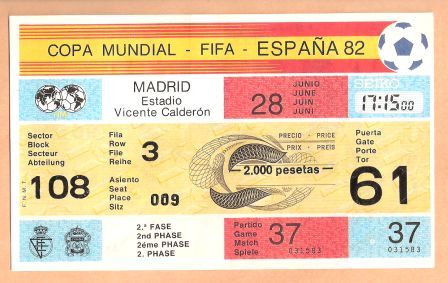 COPA MUNDIAL - FIFA - ESPAÑA 82
MADRID
Estadio
Vicente Calderón
28
JUNIO
JUNE
JUIN
JUNI
SEIKO
17:15 00
Sector
Block
Secteur
Abteilung
108
Fila
Row
File
Reihe
3
Asiento
Seat
Place
Sitz
009
PRECIO - PRICE
PRIX - PREIS
2.000 pesetas
Puerta
Gate
Porte
Tor
61
F.N.M.T.
2.ª FASE
2nd PHASE
2éme PHASE
2. PHASE
Partido
Game
Match
Spiele
37
031583
37
031583